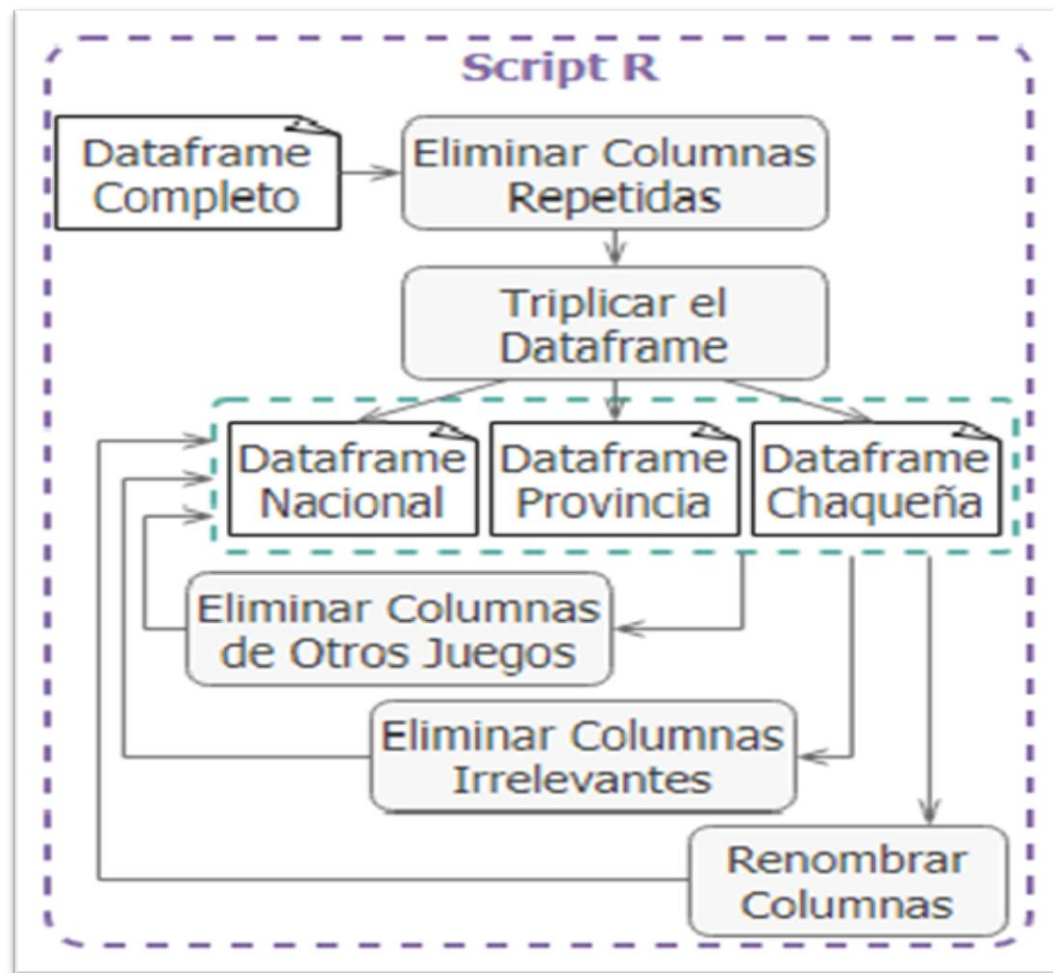 Script R
Dataframe
Completo
Eliminar Columnas
Repetidas
Triplicar el
Dataframe
Dataframe
Nacional
Dataframe
Provincia
Dataframe
Chaqueña
Eliminar Columnas
de Otros Juegos
Eliminar Columnas
Irrelevantes
Renombrar
Columnas